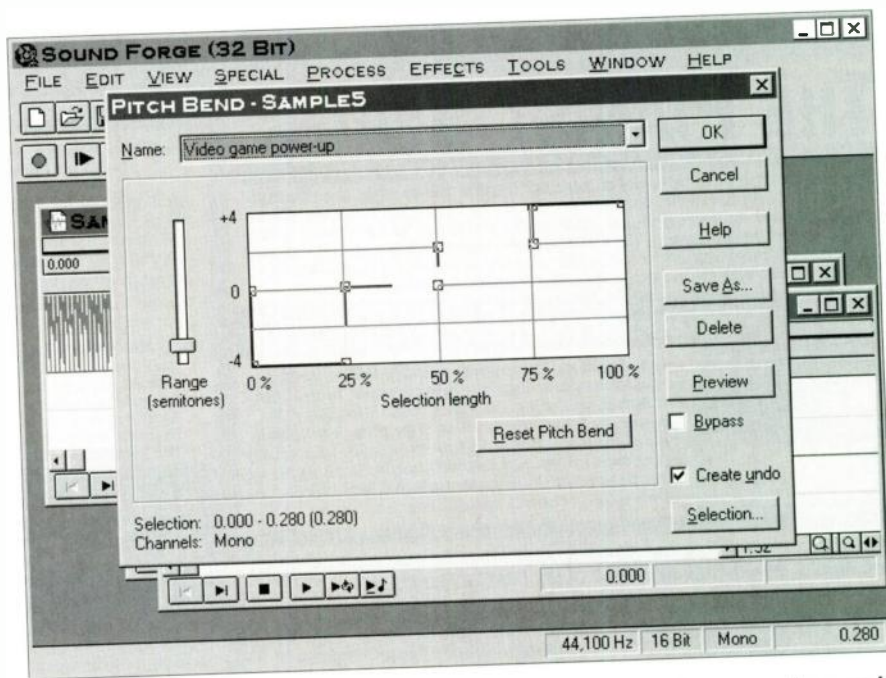 SOUND FORGE (32 BIT)
FILE EDIT VIEW SPECIAL PROCESS EFFECTS TOOLS WINDOW HELP
PITCH BEND - SAMPLE5
Name: Video game power-up
OK
Cancel
Help
Save As...
Delete
Preview
Bypass
Create undo
Selection...
+4
0
-4
Range
(semitones)
0 % 25 % 50 % 75 % 100 %
Selection length
Reset Pitch Bend
Selection: 0.000 - 0.280 (0.280)
Channels: Mono
0.000
0.000
44,100 Hz 16 Bit Mono 0.280